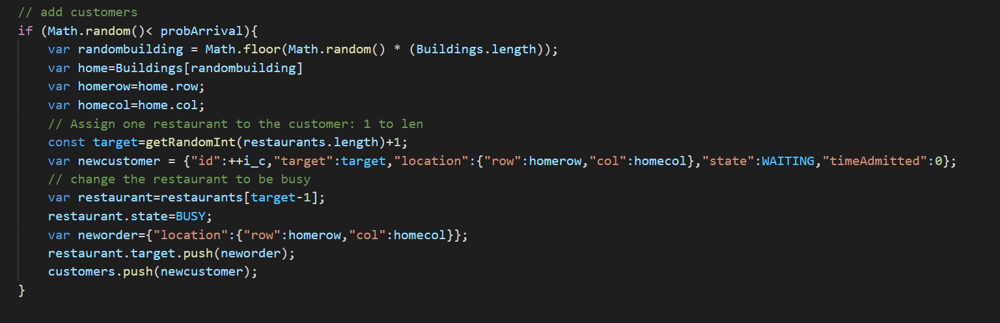 // add customers
if (Math.random()< probArrival){
    var randombuilding = Math.floor(Math.random() * (Buildings.length));
    var home=Buildings[randombuilding]
    var homerow=home.row;
    var homecol=home.col;
    // Assign one restaurant to the customer: 1 to len
    const target=getRandomInt(restaurants.length)+1;
    var newcustomer = {"id":++i_c,"target":target,"location":{"row":homerow,"col":homecol},"state":WAITING,"timeAdmitted":0};
    // change the restaurant to be busy
    var restaurant=restaurants[target-1];
    restaurant.state=BUSY;
    var neworder={"location":{"row":homerow,"col":homecol}};
    restaurant.target.push(neworder);
    customers.push(newcustomer);
}